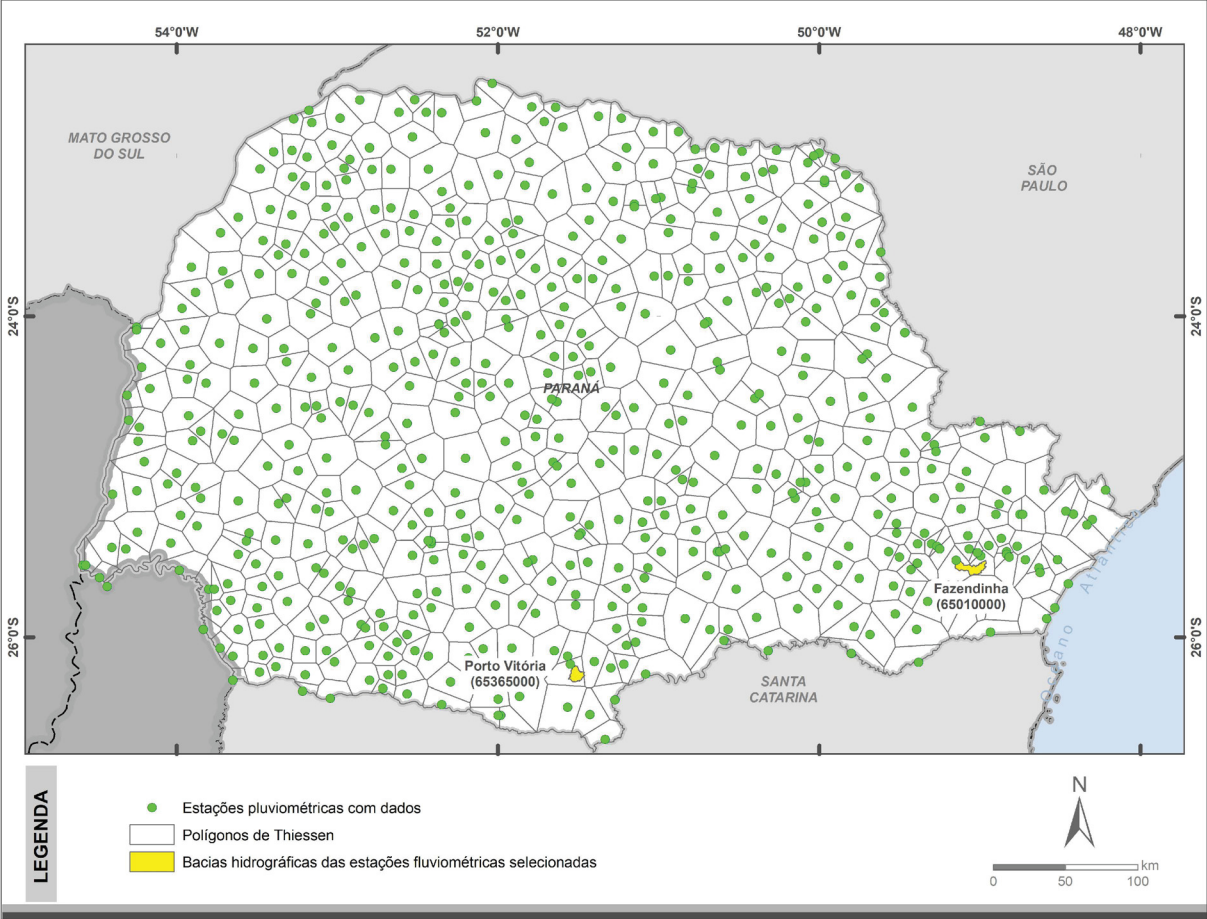 54°0'W 52°0'W 50°0'W 48°0'W
MATO GROSSO
DO SUL
SÃO
PAULO
24°0'S 24°0'S
PARANÁ
Fazendinha
(65010000)
Oceano Atlântico
26°0'S 26°0'S
Porto Vitória
(65365000)
SANTA
CATARINA
LEGENDA
Estações pluviométricas com dados
Polígonos de Thiessen
Bacias hidrográficas das estações fluviométricas selecionadas
N
km
0 50 100